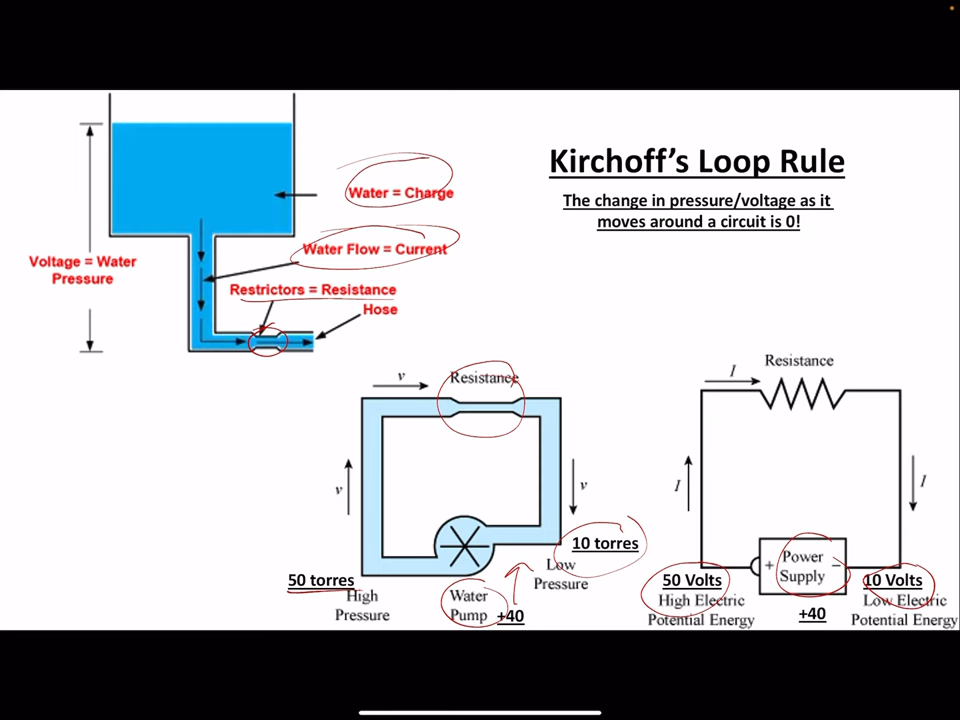 Kirchoff's Loop Rule
The change in pressure/voltage as it
moves around a circuit is 0!
Water = Charge
Water Flow = Current
Voltage = Water
Pressure
Restrictors = Resistance
Hose
v
Resistance
v
v
10 torres
Low
Pressure
50 torres
High
Pressure
Water
Pump
+40
I
Resistance
I
I
+
Power
Supply
−
50 Volts
High Electric
Potential Energy
+40
10 Volts
Low Electric
Potential Energy